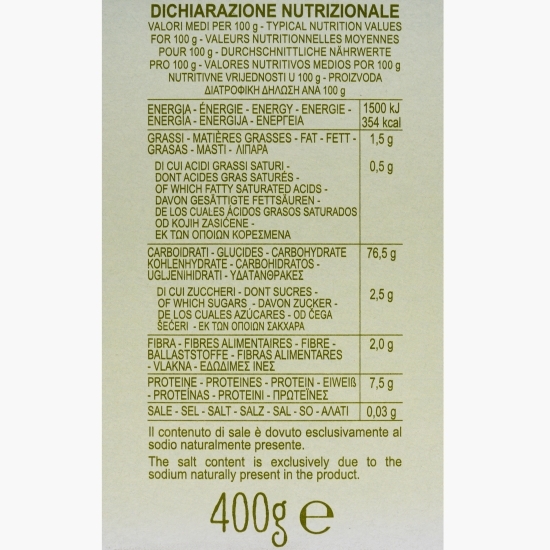 DICHIARAZIONE NUTRIZIONALE
VALORI MEDI PER 100 g - TYPICAL NUTRITION VALUES
FOR 100 g - VALEURS NUTRITIONNELLES MOYENNES
POUR 100 g - DURCHSCHNITTLICHE NÄHRWERTE
PRO 100 g - VALORES NUTRITIVOS MEDIOS POR 100 g
NUTRITIVNE VRIJEDNOSTI U 100 g - PROIZVODA
ΔΙΑΤΡΟΦΙΚΗ ΔΗΛΩΣΗ ΑΝΑ 100 g
ENERGIA - ÉNERGIE - ENERGY - ENERGIE - 1500 kJ
ENERGÍA - ENERGIJA - ΕΝΕΡΓΕΙΑ 354 kcal
GRASSI - MATIÈRES GRASSES - FAT - FETT - 1,5 g
GRASAS - MASTI - ΛΙΠΑΡΑ
DI CUI ACIDI GRASSI SATURI - 0,5 g
DONT ACIDES GRAS SATURÉS -
OF WHICH FATTY SATURATED ACIDS -
DAVON GESÄTTIGTE FETTSÄUREN -
DE LOS CUALES ÁCIDOS GRASOS SATURADOS
OD KOJIH ZASIĆENE -
ΕΚ ΤΩΝ ΟΠΟΙΩΝ ΚΟΡΕΣΜΕΝΑ
CARBOIDRATI - GLUCIDES - CARBOHYDRATE 76,5 g
KOHLENHYDRATE - CARBOHIDRATOS -
UGLJENIHIDRATI - ΥΔΑΤΑΝΘΡΑΚΕΣ
DI CUI ZUCCHERI - DONT SUCRES - 2,5 g
OF WHICH SUGARS - DAVON ZUCKER -
DE LOS CUALES AZÚCARES - OD ČEGA
ŠEĆERI - ΕΚ ΤΩΝ ΟΠΟΙΩΝ ΣΑΚΧΑΡΑ
FIBRA - FIBRES ALIMENTAIRES - FIBRE - 2,0 g
BALLASTSTOFFE - FIBRAS ALIMENTARES
- VLAKNA - ΕΔΩΔΙΜΕΣ ΙΝΕΣ
PROTEINE - PROTEINES - PROTEIN - EIWEIß 7,5 g
- PROTEÍNAS - PROTEINI - ΠΡΩΤΕΪΝΕΣ
SALE - SEL - SALT - SALZ - SAL - SO - ΑΛΑΤΙ 0,03 g
Il contenuto di sale è dovuto esclusivamente al
sodio naturalmente presente.
The salt content is exclusively due to the
sodium naturally present in the product.
400g e